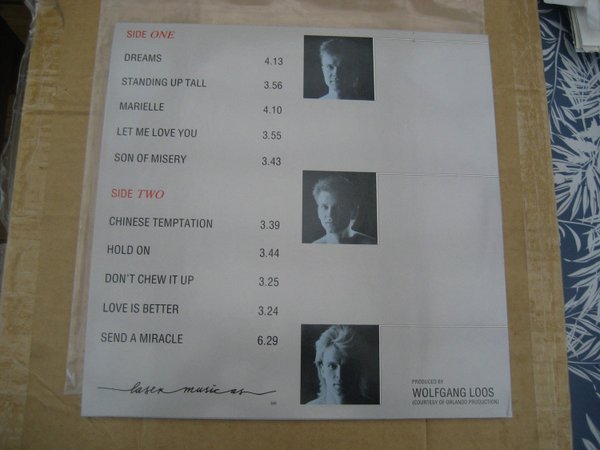 SIDE ONE
DREAMS 4.13
STANDING UP TALL 3.56
MARIELLE 4.10
LET ME LOVE YOU 3.55
SON OF MISERY 3.43
SIDE TWO
CHINESE TEMPTATION 3.39
HOLD ON 3.44
DON'T CHEW IT UP 3.25
LOVE IS BETTER 3.24
SEND A MIRACLE 6.29
laser music as
PRODUCED BY
WOLFGANG LOOS
(COURTESY OF ORLANDO PRODUCTION)